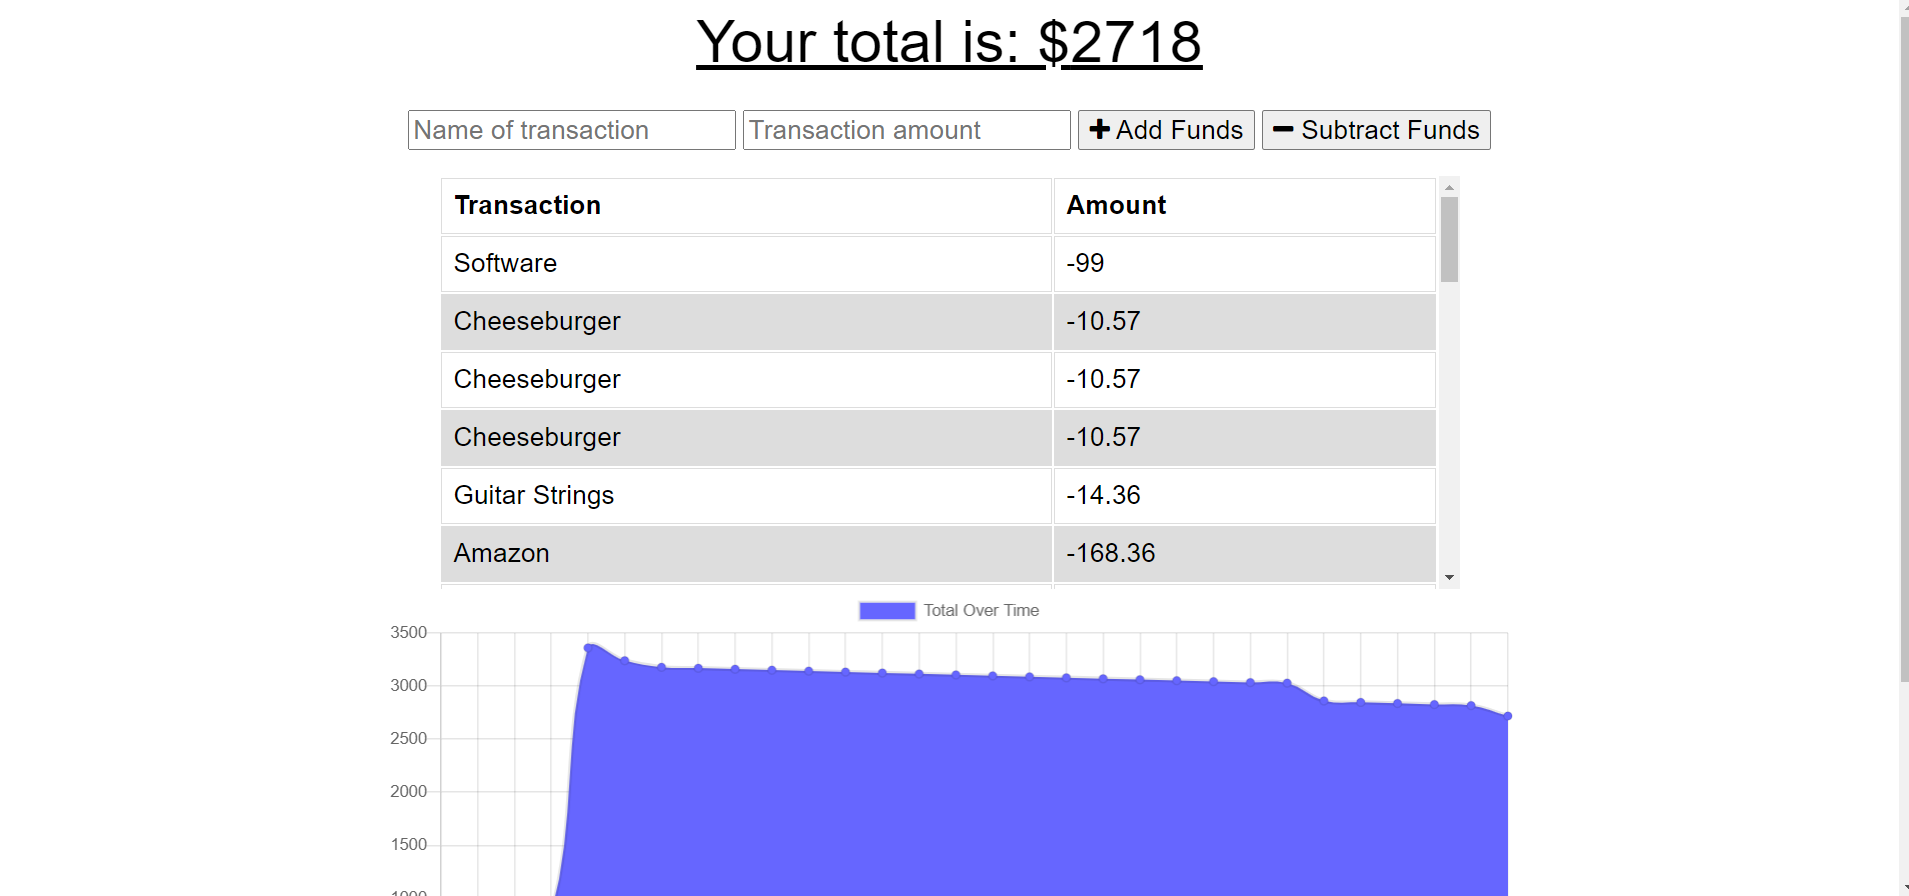 Your total is: $2718
Name of transaction Transaction amount Add Funds Subtract Funds
Transaction Amount
Software -99
Cheeseburger -10.57
Cheeseburger -10.57
Cheeseburger -10.57
Guitar Strings -14.36
Amazon -168.36
Total Over Time
3500
3000
2500
2000
1500
1000